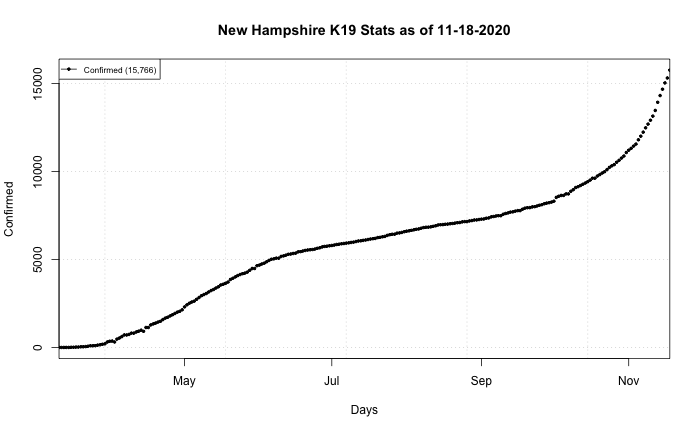 New Hampshire K19 Stats as of 11-18-2020
Confirmed (15,766)
15000
10000
5000
0
Confirmed
May Jul Sep Nov
Days